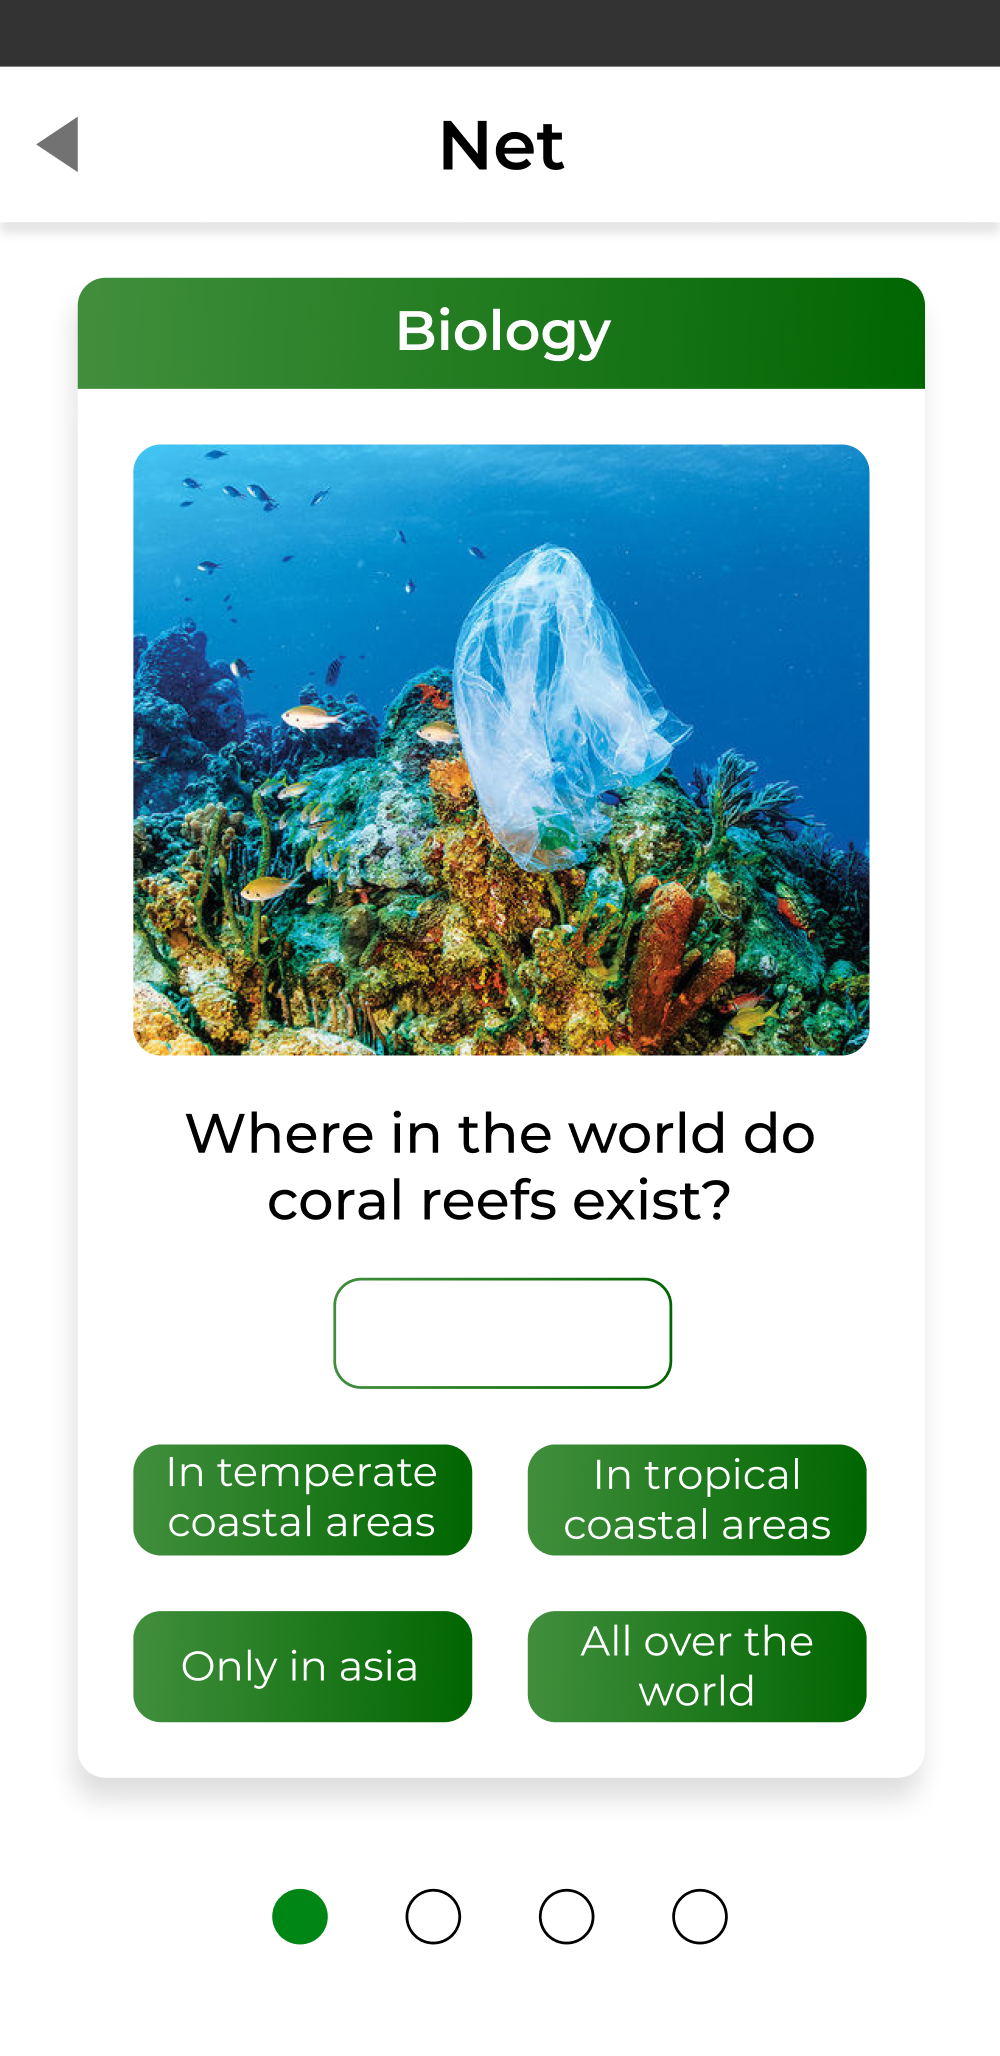 Net
Biology
Where in the world do
coral reefs exist?
In temperate
coastal areas
In tropical
coastal areas
Only in asia
All over the
world